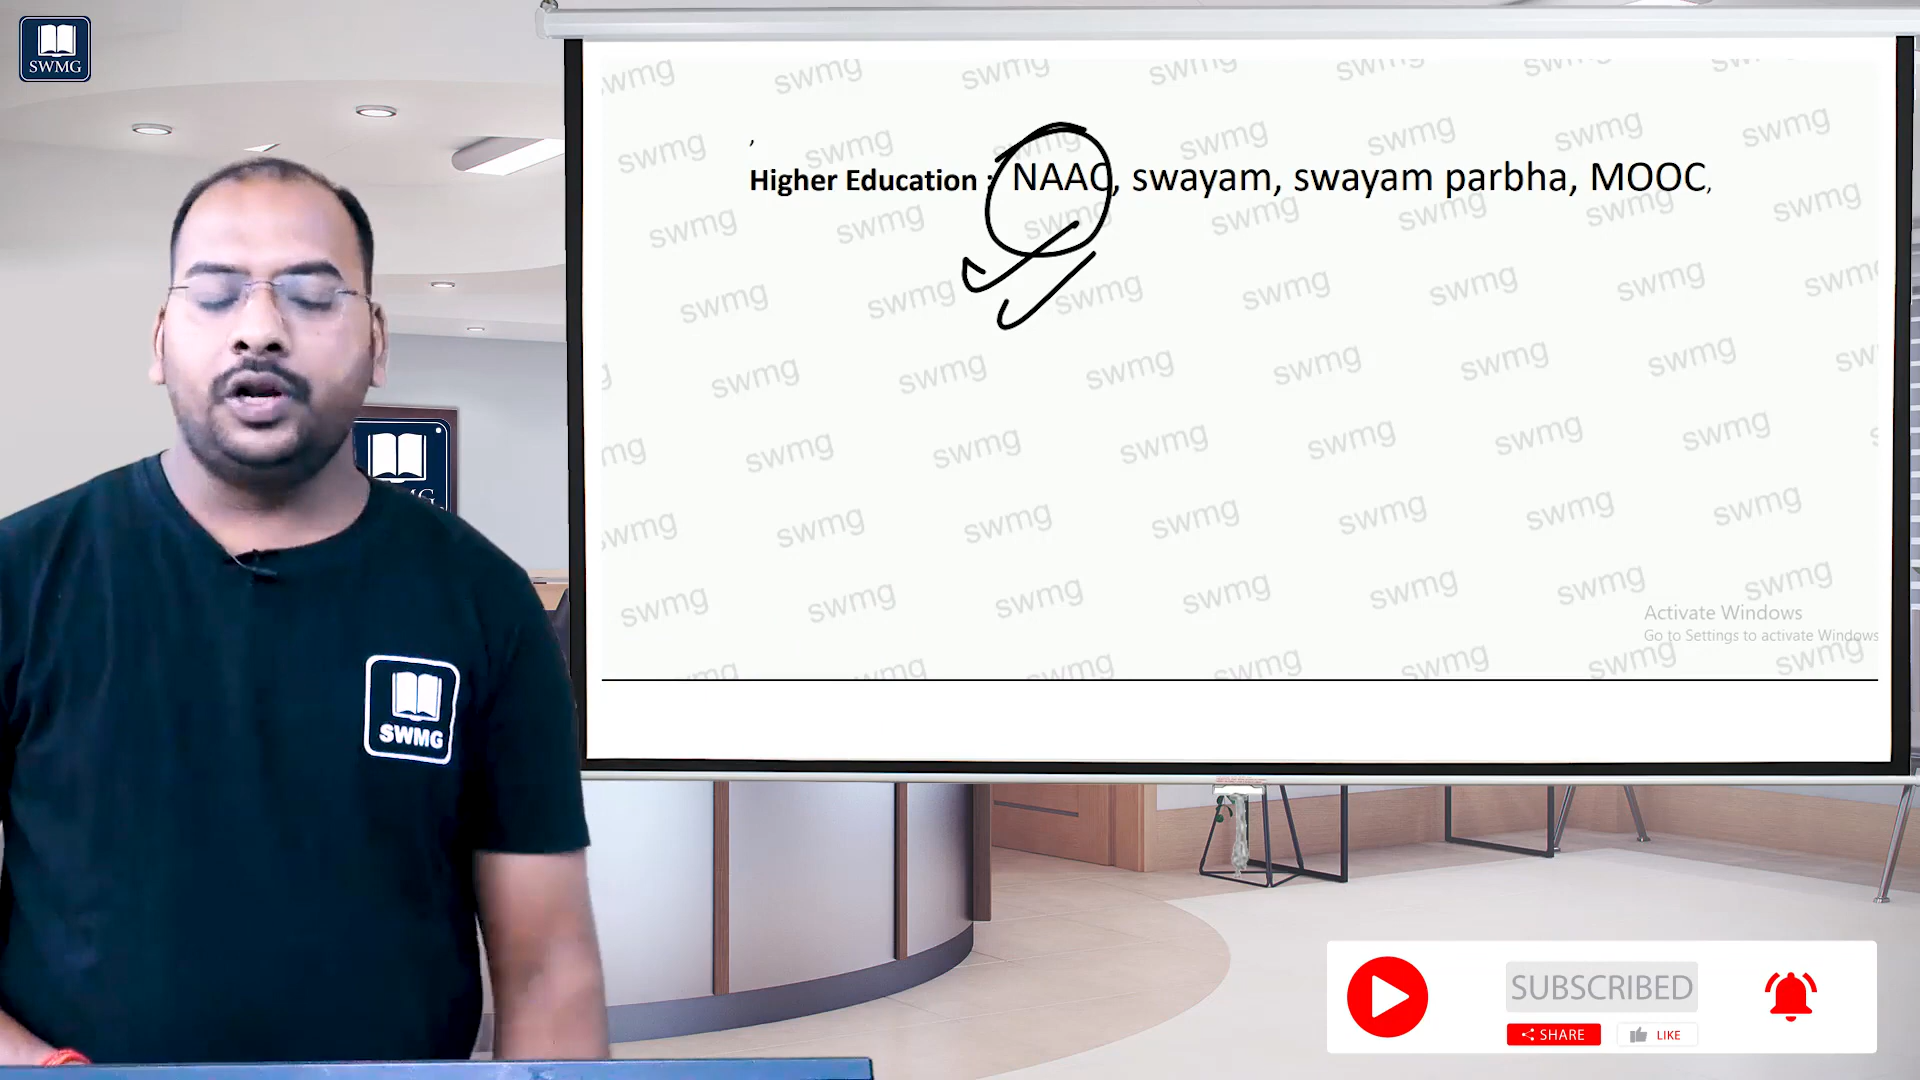 SWMG
Higher Education : NAAC, swayam, swayam parbha, MOOC,
swmg
Activate Windows
Go to Settings to activate Windows
SWMG
SUBSCRIBED
SHARE
LIKE